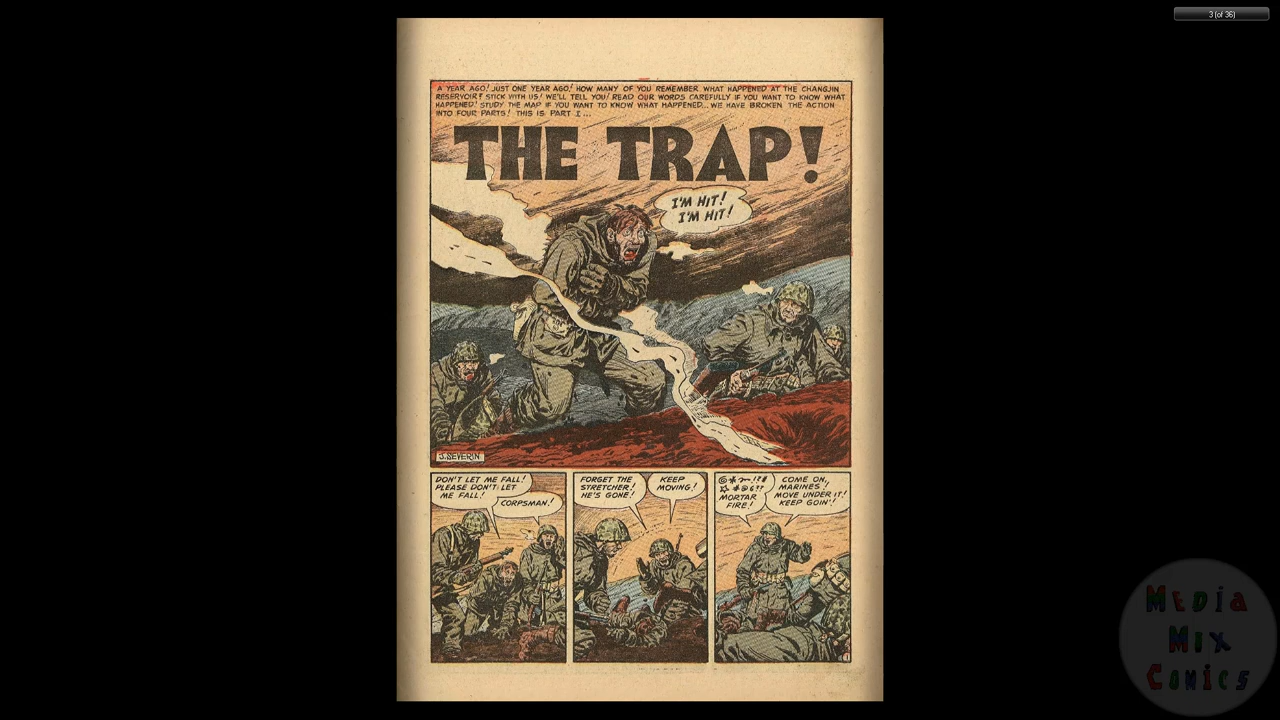 3 (of 36)
A YEAR AGO! JUST ONE YEAR AGO! HOW MANY OF YOU REMEMBER WHAT HAPPENED AT THE CHANGJIN
RESERVOIR? STICK WITH US! WE'LL TELL YOU! READ OUR WORDS CAREFULLY IF YOU WANT TO KNOW WHAT
HAPPENED! STUDY THE MAP IF YOU WANT TO KNOW WHAT HAPPENED... WE HAVE BROKEN THE ACTION
INTO FOUR PARTS! THIS IS PART I...
THE TRAP!
I'M HIT!
I'M HIT!
J. SEVERIN
DON'T LET ME FALL!
PLEASE DON'T LET
ME FALL!
CORPSMAN!
FORGET THE
STRETCHER!
HE'S GONE!
KEEP
MOVING!
MORTAR
FIRE!
COME ON,
MARINES!
MOVE UNDER IT!
KEEP GOIN'!
1
MEDiA
MiX
COMiCS